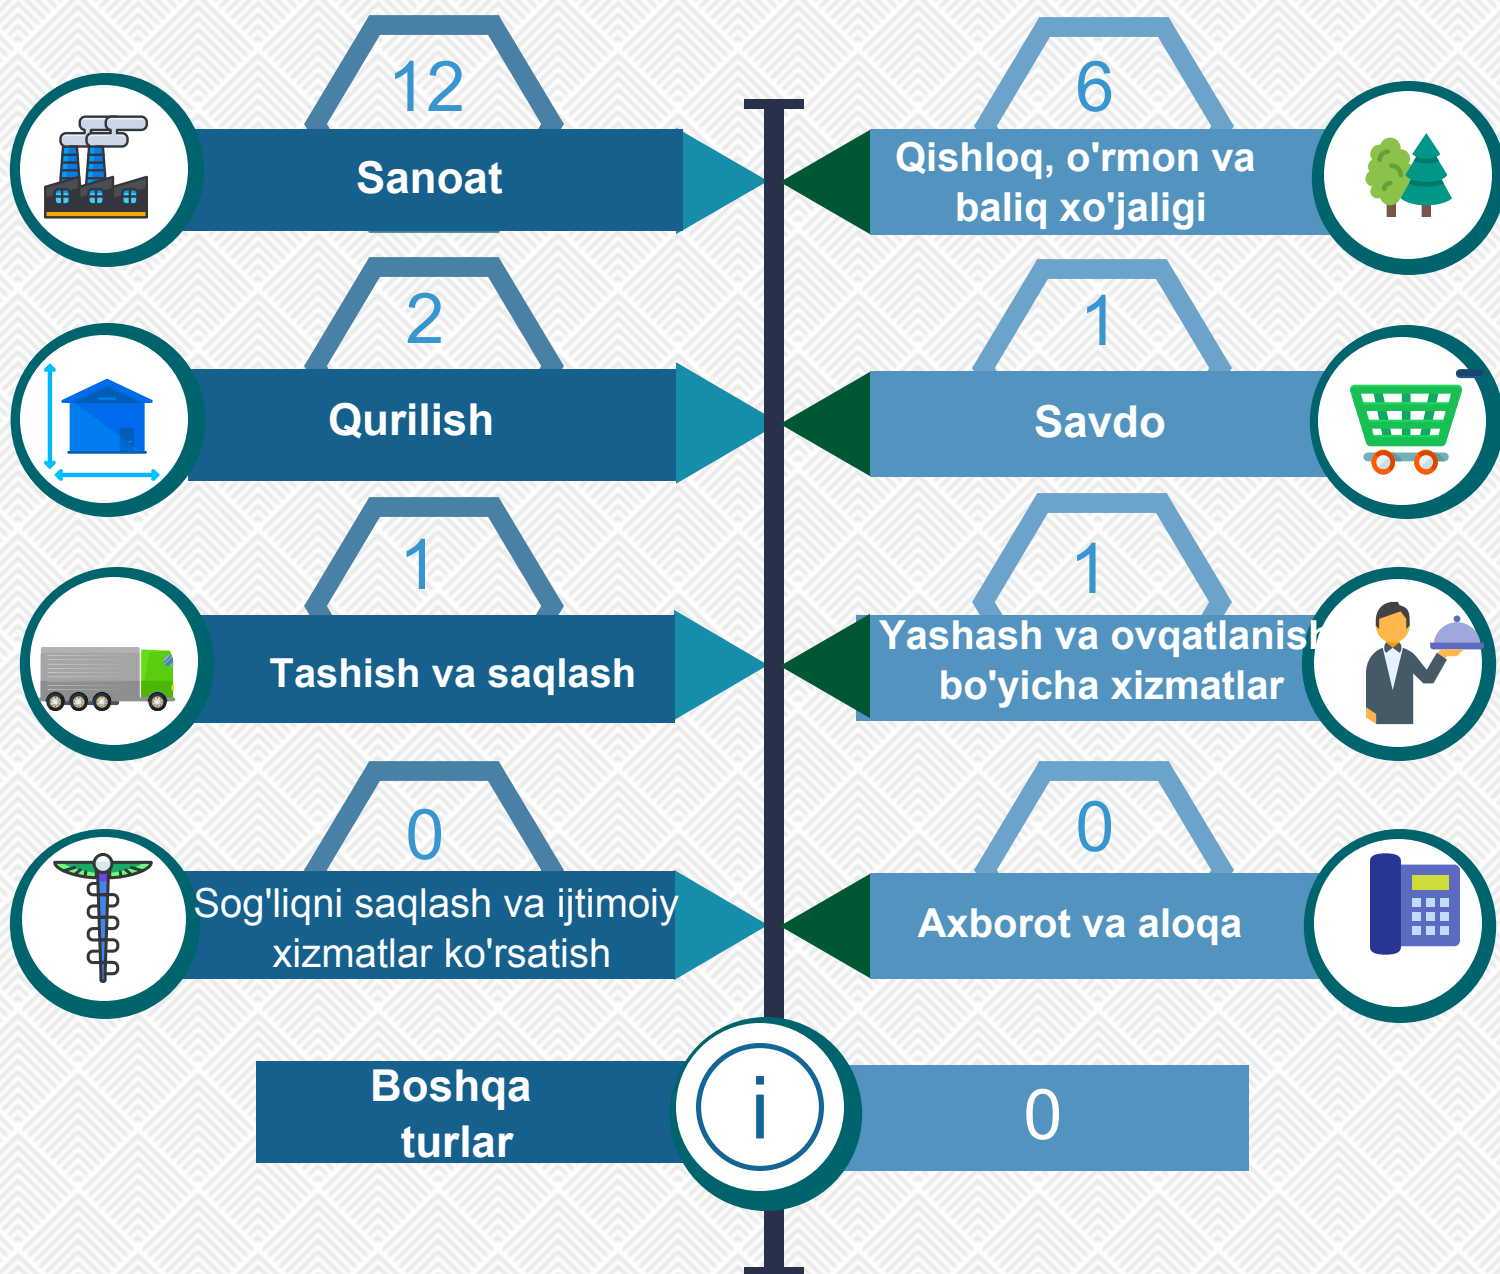 12
Sanoat
6
Qishloq, o'rmon va
baliq xo'jaligi
2
Qurilish
1
Savdo
1
Tashish va saqlash
1
Yashash va ovqatlanish
bo'yicha xizmatlar
0
Sog'liqni saqlash va ijtimoiy
xizmatlar ko'rsatish
0
Axborot va aloqa
Boshqa
turlar
i
0